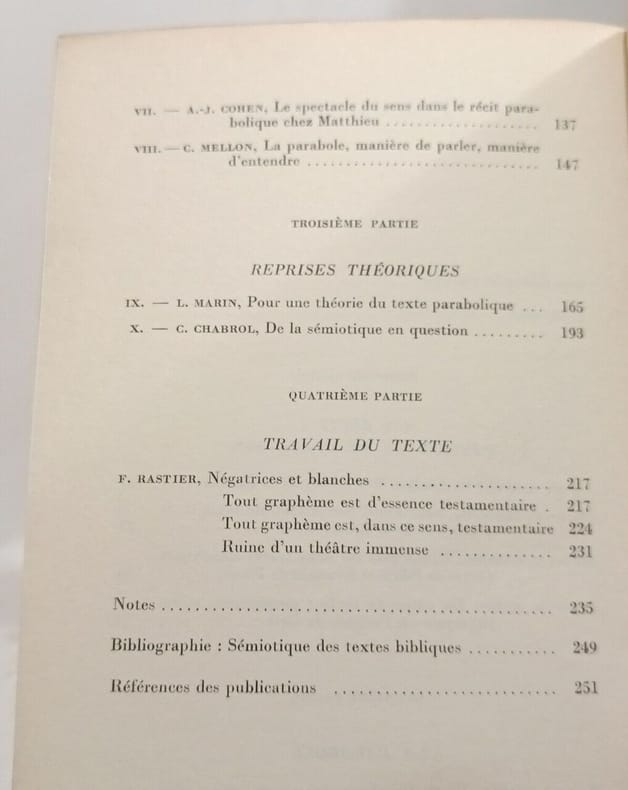 VII. — A.-J. COHEN, Le spectacle du sens dans le récit para-
bolique chez Matthieu ..................... 137
VIII. — C. MELLON, La parabole, manière de parler, manière
d'entendre ................................ 147
TROISIÈME PARTIE
REPRISES THÉORIQUES
IX. — L. MARIN, Pour une théorie du texte parabolique ... 165
X. — C. CHABROL, De la sémiotique en question ......... 193
QUATRIÈME PARTIE
TRAVAIL DU TEXTE
F. RASTIER, Négatrices et blanches ..................... 217
Tout graphème est d'essence testamentaire . 217
Tout graphème est, dans ce sens, testamentaire 224
Ruine d'un théâtre immense .............. 231
Notes ................................................ 235
Bibliographie : Sémiotique des textes bibliques ........... 249
Références des publications ........................... 251